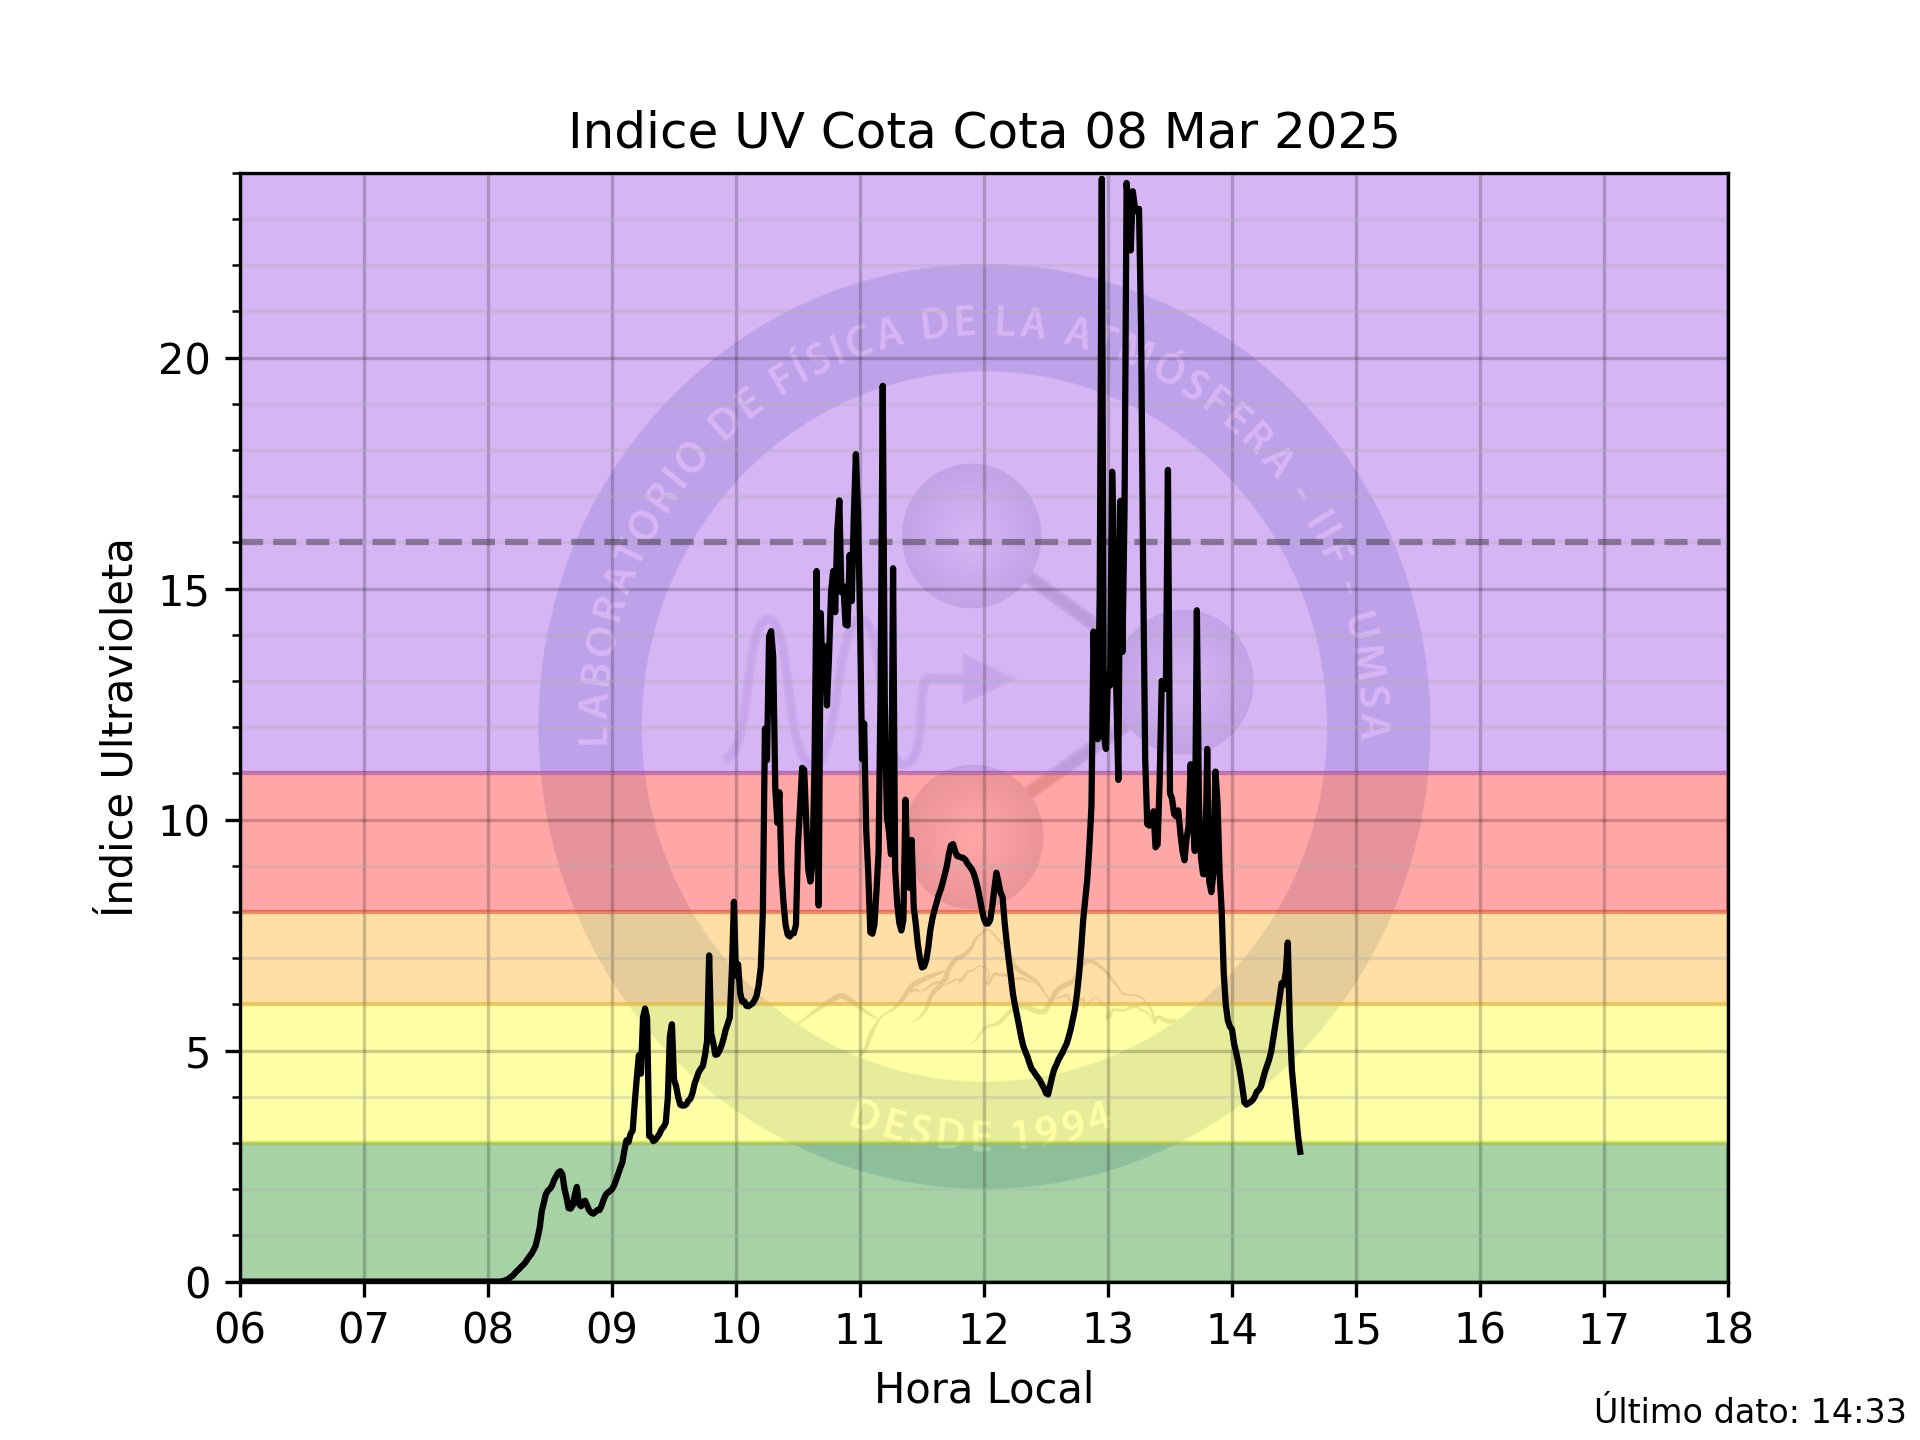 Indice UV Cota Cota 08 Mar 2025
Índice Ultravioleta
20
15
10
5
0
LABORATORIO DE FÍSICA DE LA ATMÓSFERA - IIF - UMSA
DESDE 1994
06 07 08 09 10 11 12 13 14 15 16 17 18
Hora Local
Último dato: 14:33